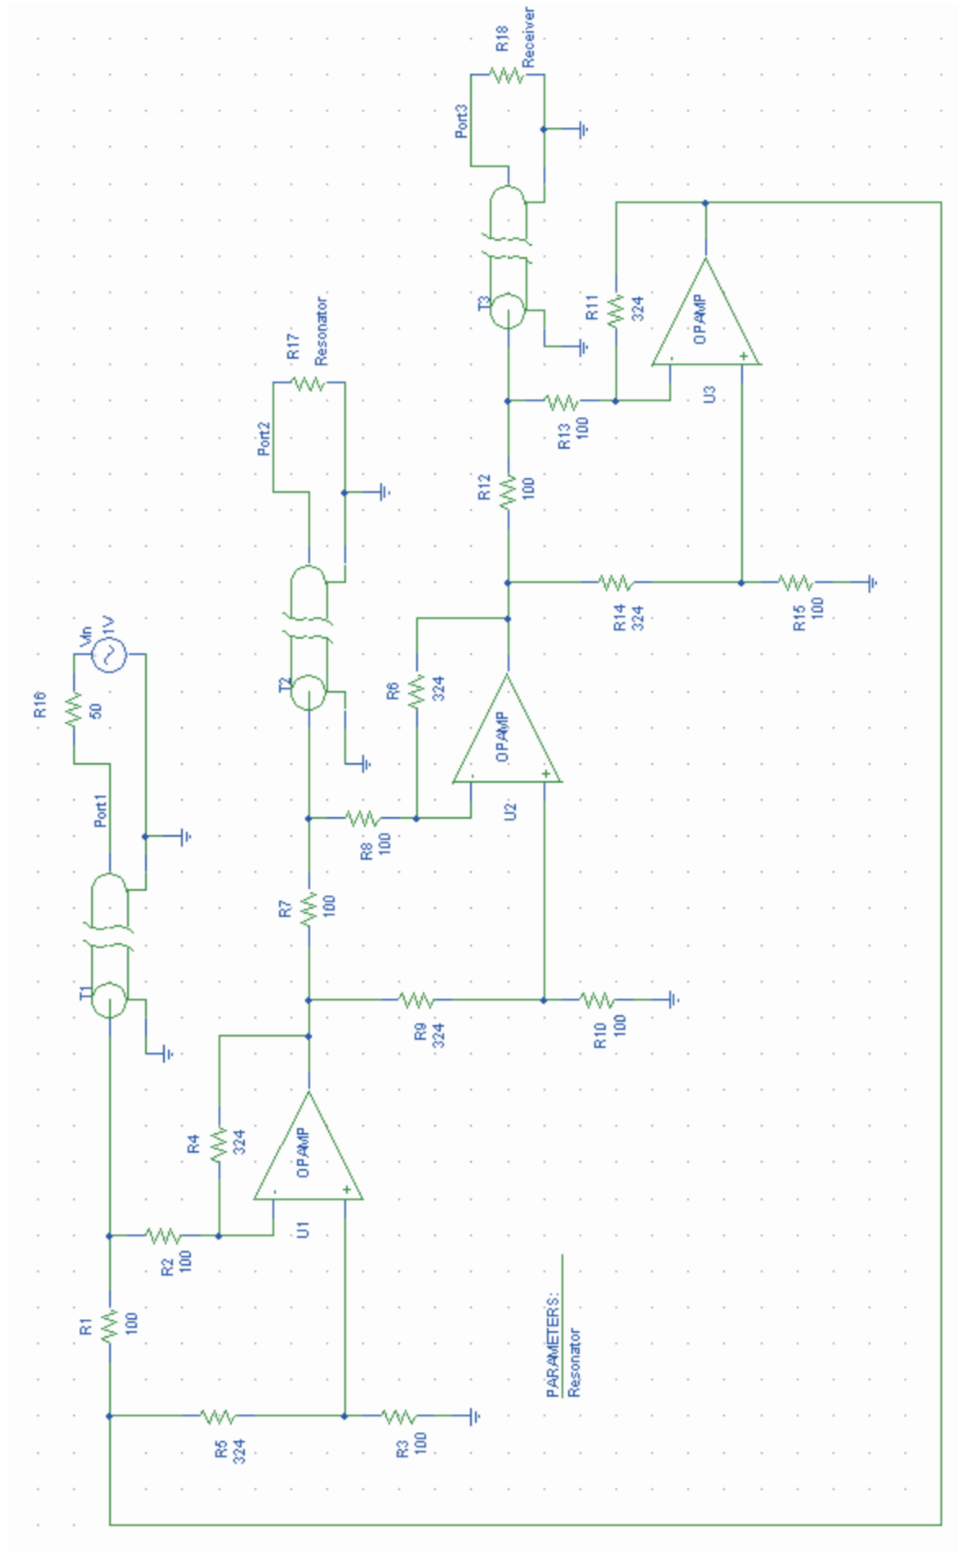 R18
Receiver
Port3
T3
R11
324
OPAMP
-
+
U3
R13
100
R12
100
R14
324
R15
100
R17
Resonator
Port2
T2
R6
324
OPAMP
-
+
U2
R8
100
R7
100
R9
324
R10
100
Vin
1V
R16
50
Port1
T1
R4
324
OPAMP
-
+
U1
R2
100
R1
100
R5
324
R3
100
PARAMETERS:
Resonator